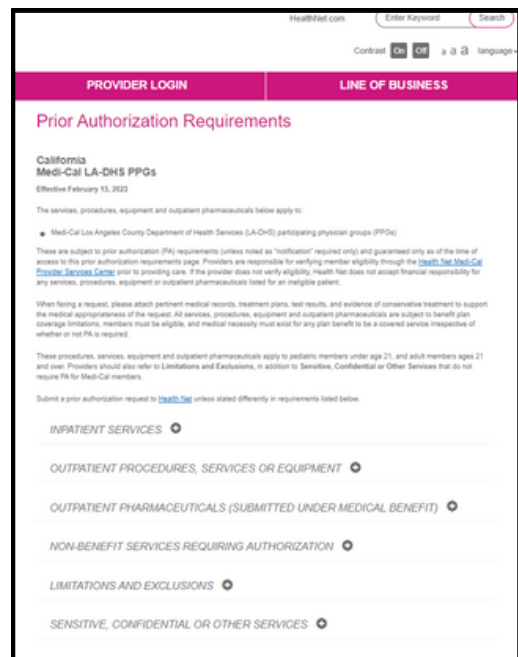 HealthNet.com Enter Keyword Search
Contrast On Off a a a language
PROVIDER LOGIN LINE OF BUSINESS
Prior Authorization Requirements
California
Medi-Cal LA-DHS PPGs
Effective February 13, 2023
The services, procedures, equipment and outpatient pharmaceuticals below apply to:
Medi-Cal Los Angeles County Department of Health Services (LA-DHS) participating physician groups (PPGs)
These are subject to prior authorization (PA) requirements (unless noted as "notification" required only) and guaranteed only as of the time of
access to this prior authorization requirements page. Providers are responsible for verifying member eligibility through the Health Net Medi-Cal
Provider Services Center prior to providing care. If the provider does not verify eligibility, Health Net does not accept financial responsibility for
any services, procedures, equipment or outpatient pharmaceuticals listed for an ineligible patient.
When faxing a request, please attach pertinent medical records, treatment plans, test results, and evidence of conservative treatment to support
the medical appropriateness of the request. All services, procedures, equipment and outpatient pharmaceuticals are subject to benefit plan
coverage limitations, members must be eligible, and medical necessity must exist for any plan benefit to be a covered service irrespective of
whether or not PA is required.
These procedures, services, equipment and outpatient pharmaceuticals apply to pediatric members under age 21, and adult members ages 21
and over. Providers should also refer to Limitations and Exclusions, in addition to Sensitive, Confidential or Other Services that do not
require PA for Medi-Cal members.
Submit a prior authorization request to Health Net unless stated differently in requirements listed below.
INPATIENT SERVICES
OUTPATIENT PROCEDURES, SERVICES OR EQUIPMENT
OUTPATIENT PHARMACEUTICALS (SUBMITTED UNDER MEDICAL BENEFIT)
NON-BENEFIT SERVICES REQUIRING AUTHORIZATION
LIMITATIONS AND EXCLUSIONS
SENSITIVE, CONFIDENTIAL OR OTHER SERVICES